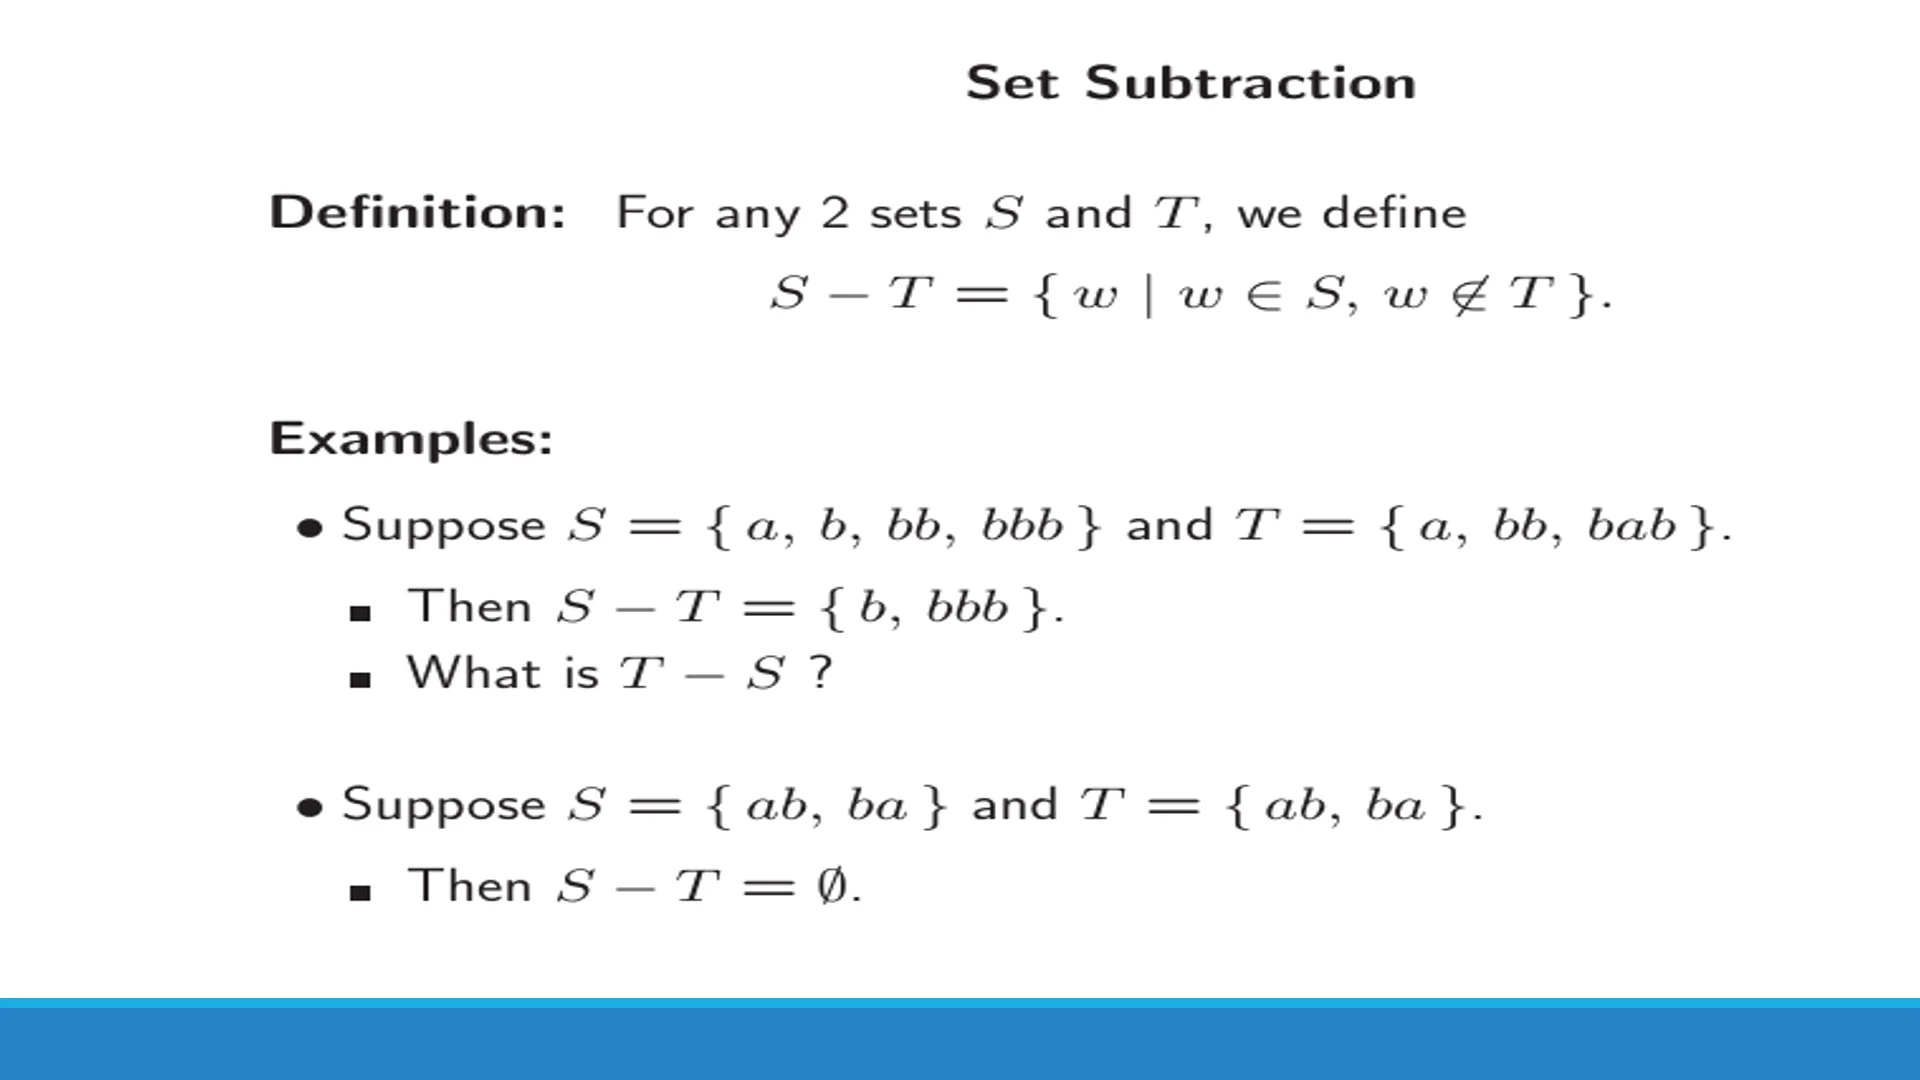 Set Subtraction
Definition: For any 2 sets S and T, we define
S − T = { w | w ∈ S, w ∉ T }.
Examples:
• Suppose S = { a, b, bb, bbb } and T = { a, bb, bab }.
▪ Then S − T = { b, bbb }.
▪ What is T − S ?
• Suppose S = { ab, ba } and T = { ab, ba }.
▪ Then S − T = ∅.